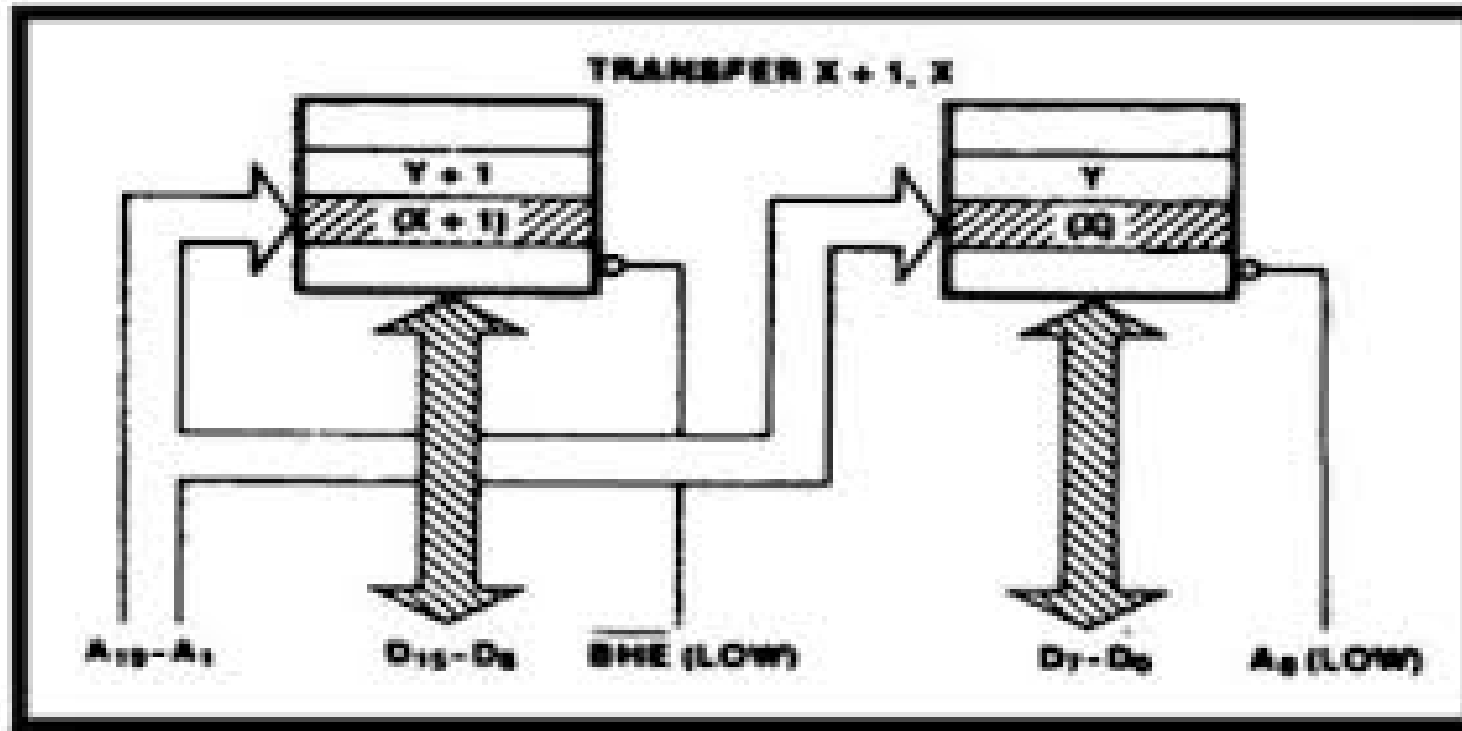 TRANSFER X + 1, X
Y + 1
(X + 1)
Y
(X)
A19-A1
D15-D8
BHE (LOW)
D7-D0
A0 (LOW)